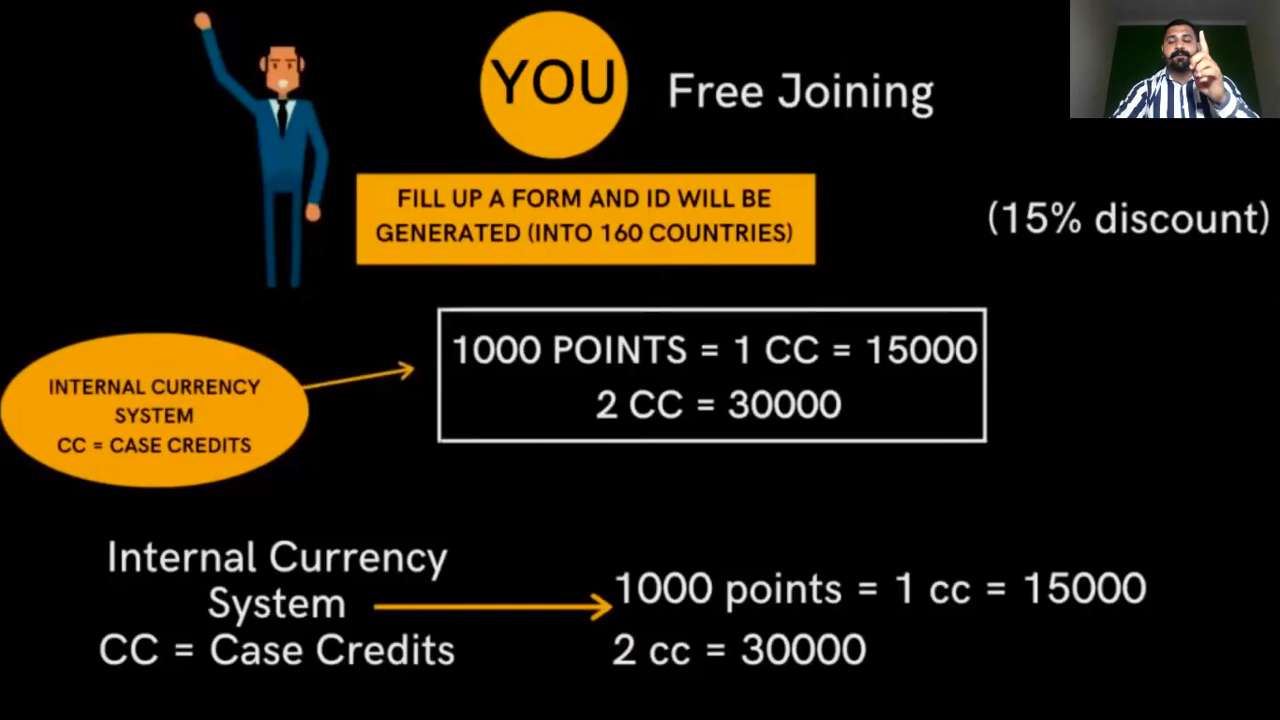 YOU
Free Joining
FILL UP A FORM AND ID WILL BE
GENERATED (INTO 160 COUNTRIES)
(15% discount)
1000 POINTS = 1 CC = 15000
2 CC = 30000
INTERNAL CURRENCY
SYSTEM
CC = CASE CREDITS
Internal Currency
System
CC = Case Credits
1000 points = 1 cc = 15000
2 cc = 30000